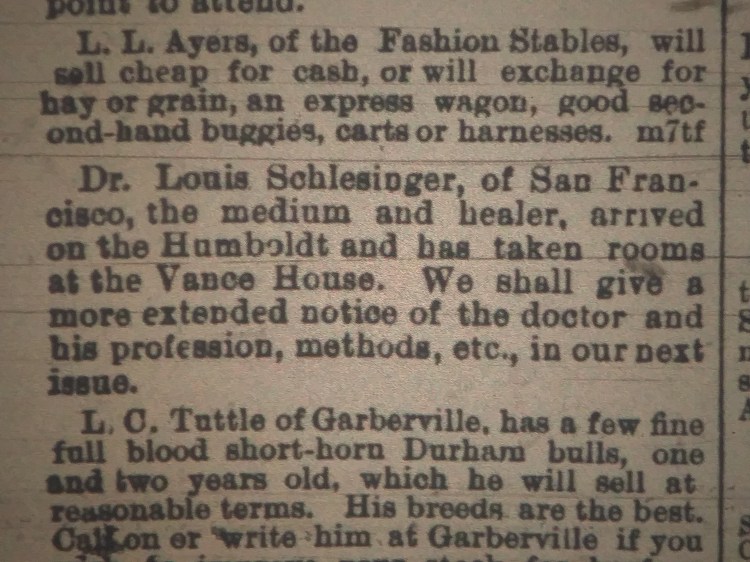 point to attend.
L. L. Ayers, of the Fashion Stables, will
sell cheap for cash, or will exchange for
hay or grain, an express wagon, good sec-
ond-hand buggies, carts or harnesses. m7tf
Dr. Louis Schlesinger, of San Fran-
cisco, the medium and healer, arrived
on the Humboldt and has taken rooms
at the Vance House. We shall give a
more extended notice of the doctor and
his profession, methods, etc., in our next
issue.
L. C. Tuttle of Garberville, has a few fine
full blood short-horn Durham bulls, one
and two years old, which he will sell at
reasonable terms. His breeds are the best.
Call on or write him at Garberville if you